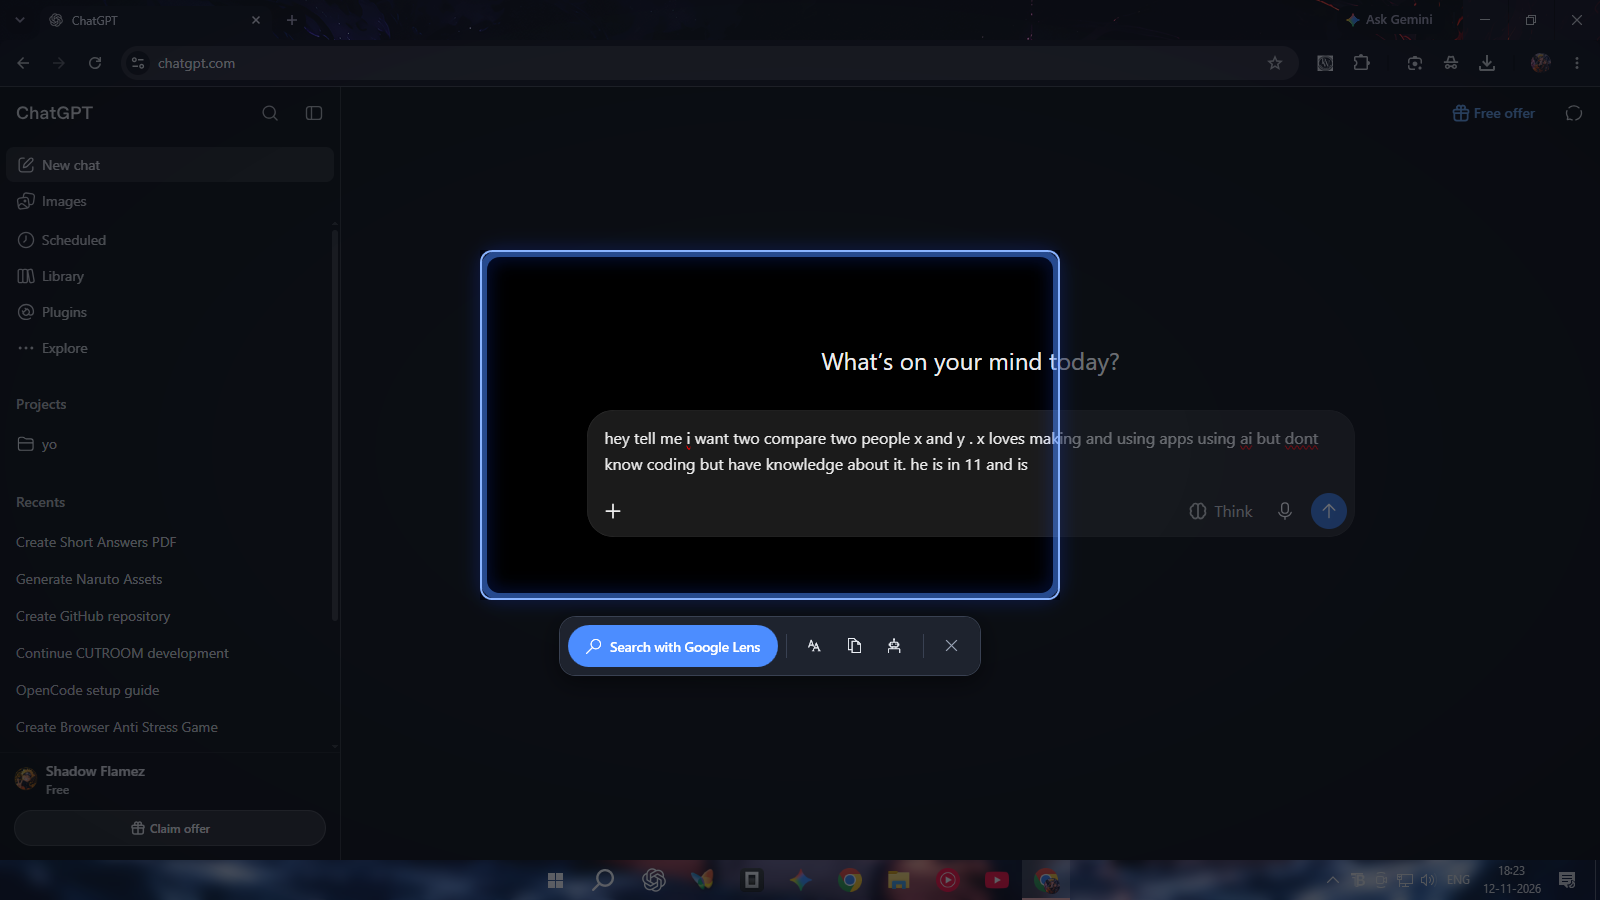 ChatGPT
Ask Gemini
chatgpt.com
ChatGPT
Free offer
New chat
Images
Scheduled
Library
Plugins
Explore
Projects
yo
Recents
Create Short Answers PDF
Generate Naruto Assets
Create GitHub repository
Continue CUTROOM development
OpenCode setup guide
Create Browser Anti Stress Game
Shadow Flamez
Free
Claim offer
What's on your mind today?
hey tell me i want two compare two people x and y . x loves making and using apps using ai but dont
know coding but have knowledge about it. he is in 11 and is
Think
Search with Google Lens
ENG
18:23
12-11-2026